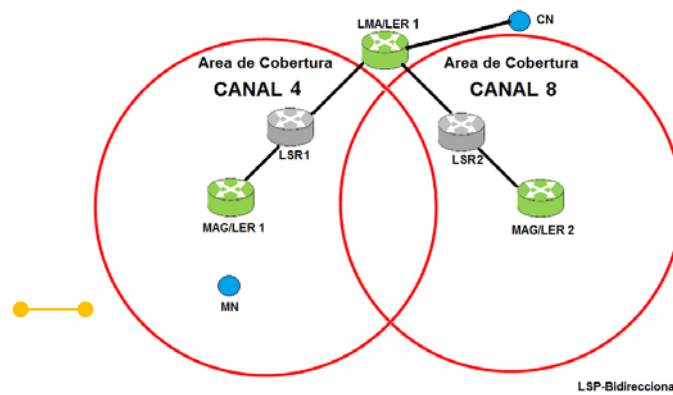 CN
LMA/LER 1
Area de Cobertura
CANAL 4
Area de Cobertura
CANAL 8
LSR1
LSR2
MAG/LER 1
MAG/LER 2
MN
LSP-Bidirecciona